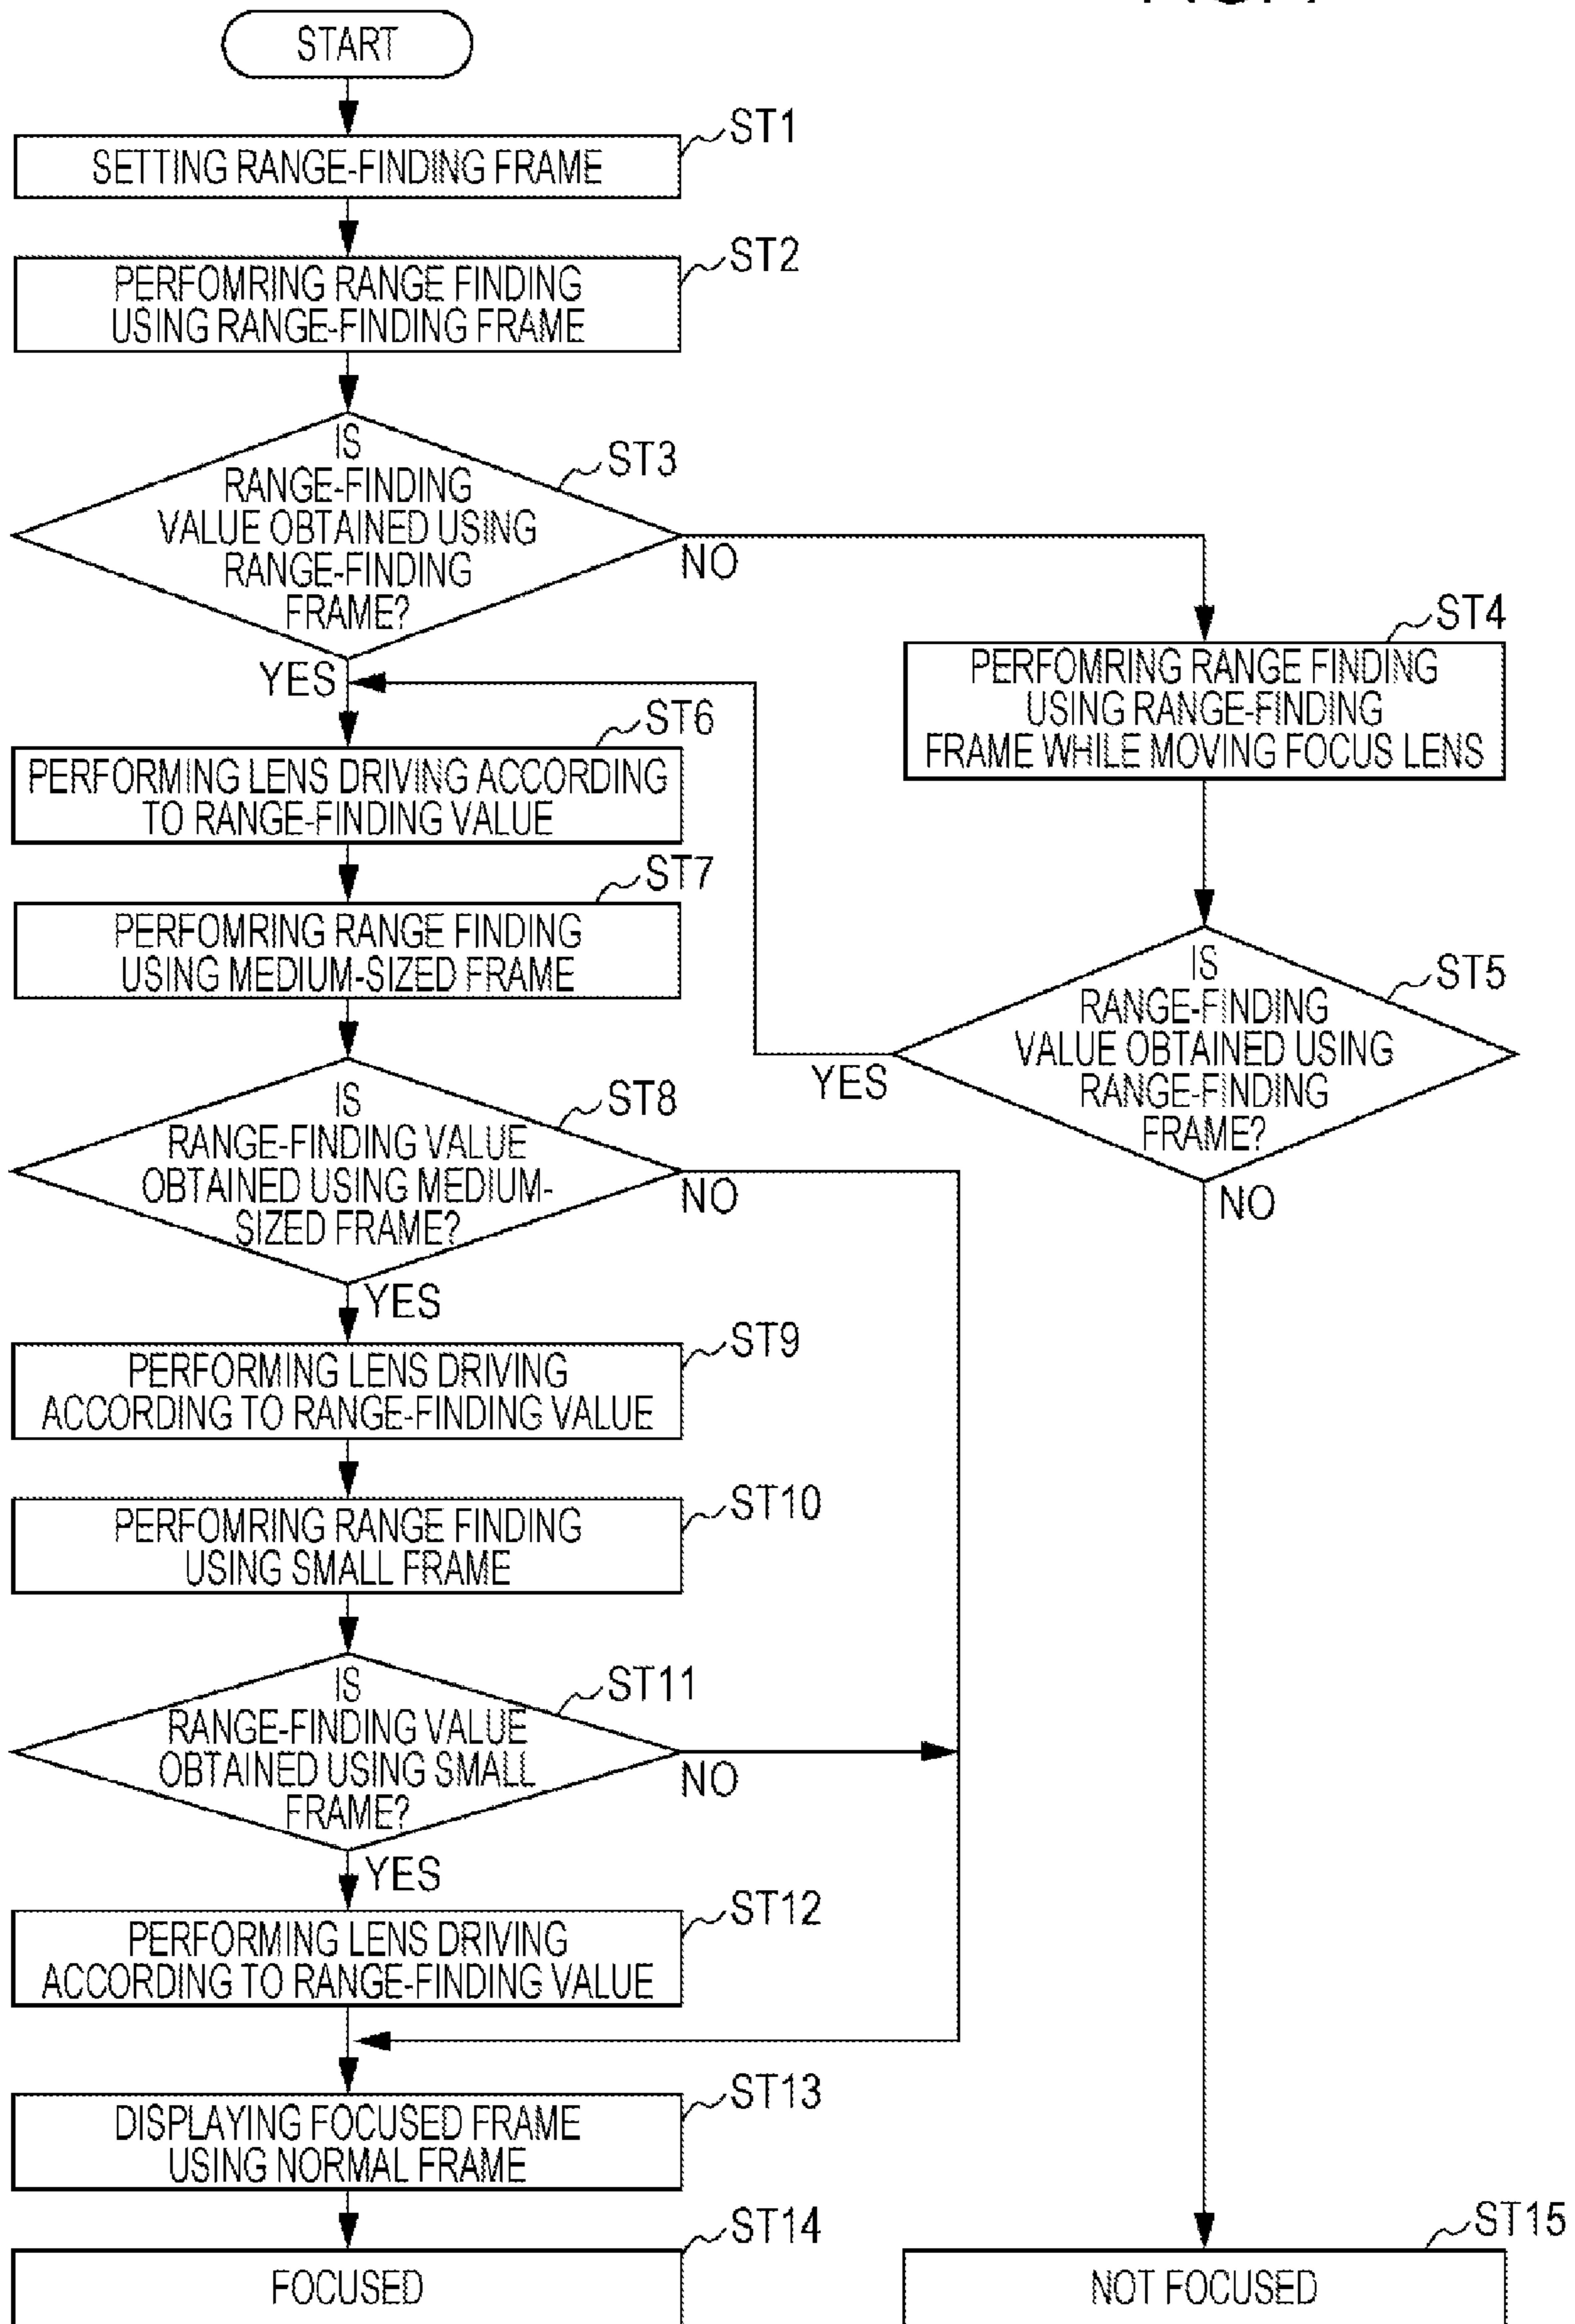 START
ST1
SETTING RANGE-FINDING FRAME
ST2
PERFOMRING RANGE FINDING
USING RANGE-FINDING FRAME
ST3
IS
RANGE-FINDING
VALUE OBTAINED USING
RANGE-FINDING
FRAME?
NO
YES
ST4
PERFOMRING RANGE FINDING
USING RANGE-FINDING
FRAME WHILE MOVING FOCUS LENS
ST5
IS
RANGE-FINDING
VALUE OBTAINED USING
RANGE-FINDING
FRAME?
YES
NO
ST6
PERFORMING LENS DRIVING ACCORDING
TO RANGE-FINDING VALUE
ST7
PERFOMRING RANGE FINDING
USING MEDIUM-SIZED FRAME
ST8
IS
RANGE-FINDING VALUE
OBTAINED USING MEDIUM-
SIZED FRAME?
NO
YES
ST9
PERFORMING LENS DRIVING
ACCORDING TO RANGE-FINDING VALUE
ST10
PERFOMRING RANGE FINDING
USING SMALL FRAME
ST11
IS
RANGE-FINDING VALUE
OBTAINED USING SMALL
FRAME?
NO
YES
ST12
PERFORMING LENS DRIVING
ACCORDING TO RANGE-FINDING VALUE
ST13
DISPLAYING FOCUSED FRAME
USING NORMAL FRAME
ST14
FOCUSED
ST15
NOT FOCUSED